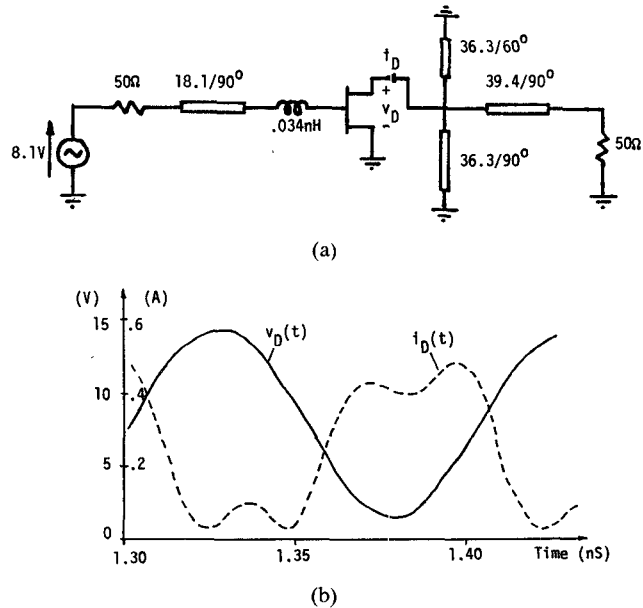 36.3/60°
i_D
50Ω
18.1/90°
39.4/90°
+
.034nH
v_D
-
8.1V
36.3/90°
50Ω
(a)
(V) (A)
15 .6
v_D(t)
i_D(t)
10 .4
5 .2
0
1.30 1.35 1.40 Time (nS)
(b)